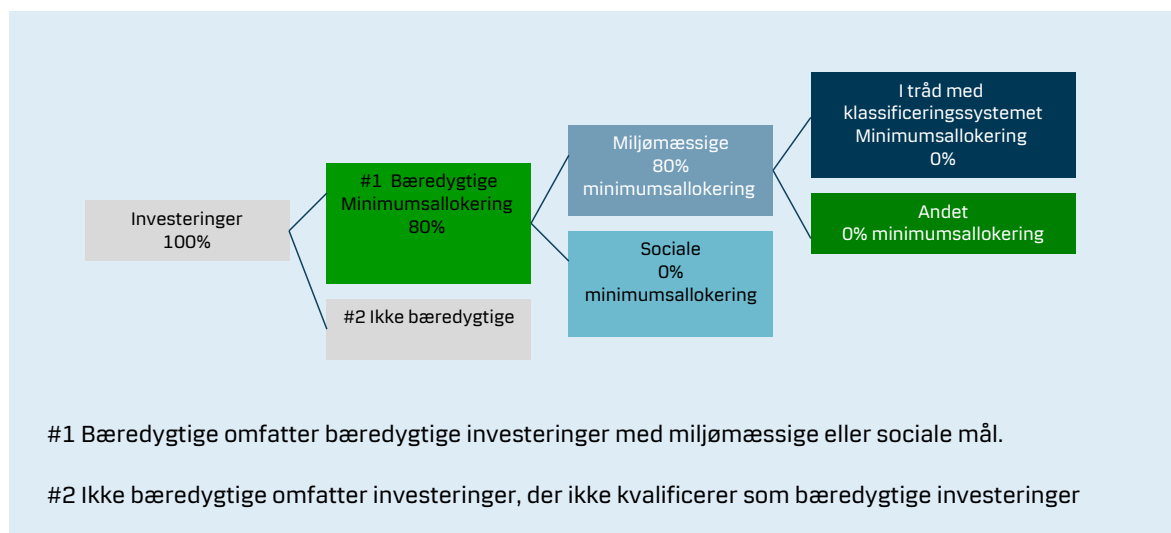 Investeringer
100%
#1 Bæredygtige
Minimumsallokering
80%
#2 Ikke bæredygtige
Miljømæssige
80%
minimumsallokering
Sociale
0%
minimumsallokering
I tråd med
klassificeringssystemet
Minimumsallokering
0%
Andet
0% minimumsallokering
#1 Bæredygtige omfatter bæredygtige investeringer med miljømæssige eller sociale mål.
#2 Ikke bæredygtige omfatter investeringer, der ikke kvalificerer som bæredygtige investeringer